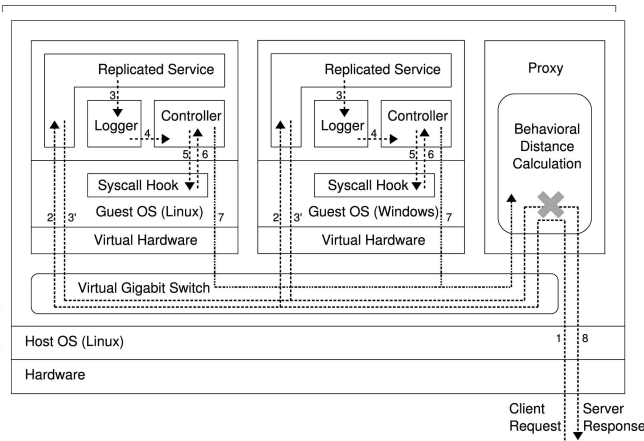 Replicated Service
3
Logger
4
Controller
5
6
Syscall Hook
2
3'
Guest OS (Linux)
7
Virtual Hardware
Replicated Service
3
Logger
4
Controller
5
6
Syscall Hook
2
3'
Guest OS (Windows)
7
Virtual Hardware
Proxy
Behavioral
Distance
Calculation
Virtual Gigabit Switch
Host OS (Linux)
1
8
Hardware
Client
Request
Server
Response